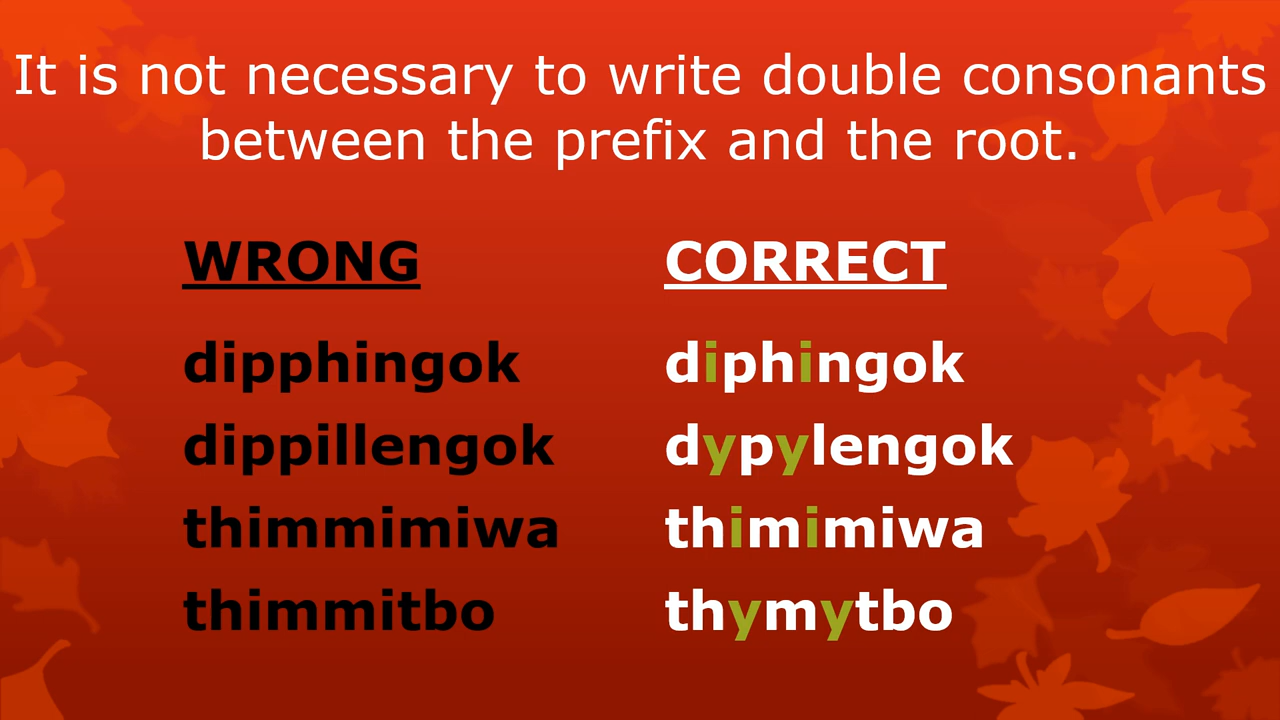 It is not necessary to write double consonants
between the prefix and the root.
WRONG CORRECT
dipphingok diphingok
dippillengok dypylengok
thimmimiwa thimimiwa
thimmitbo thymytbo